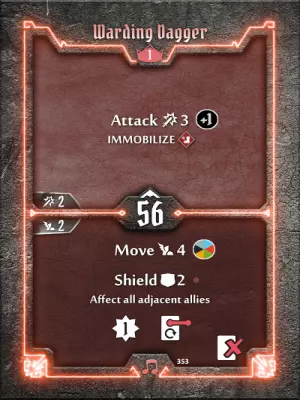 Warding Dagger
1
Attack 3 +1
IMMOBILIZE
2
56
2
Move 4
Shield 2
Affect all adjacent allies
1
353